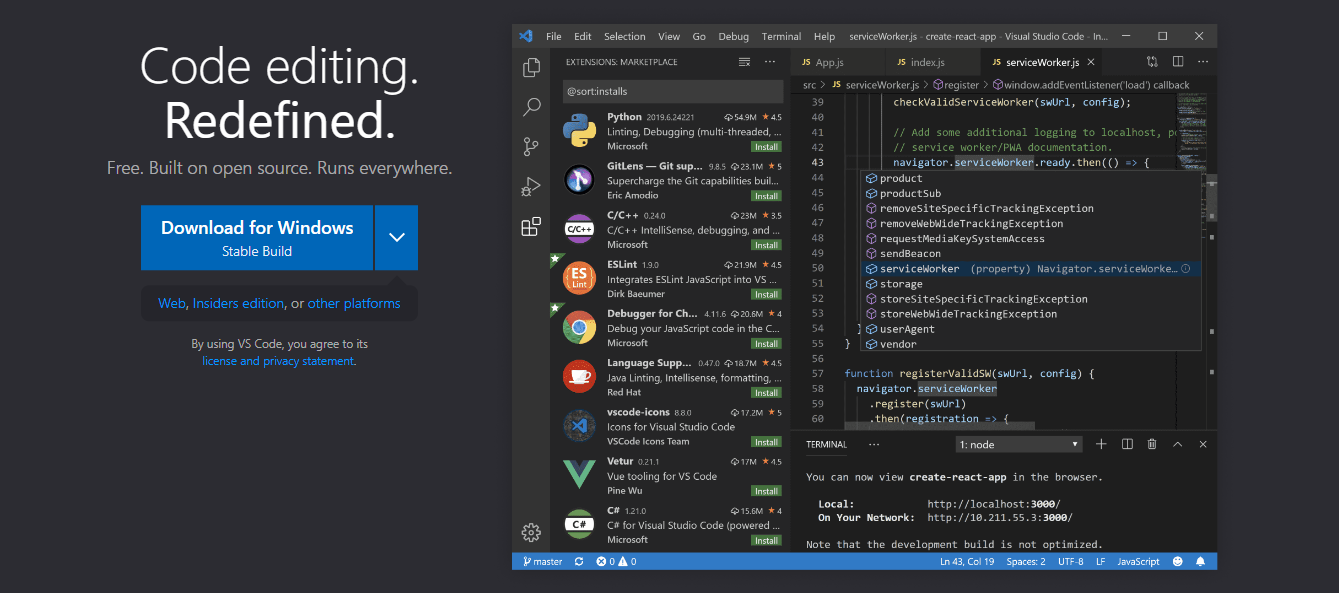 Code editing.
Redefined.
Free. Built on open source. Runs everywhere.
Download for Windows
Stable Build
Web, Insiders edition, or other platforms
By using VS Code, you agree to its
license and privacy statement.
File Edit Selection View Go Debug Terminal Help serviceWorker.js - create-react-app - Visual Studio Code - In...
EXTENSIONS: MARKETPLACE
@sort:installs
Python 2019.6.24221 54.9M ★ 4.5
Linting, Debugging (multi-threaded, ...
Microsoft Install
GitLens — Git sup... 9.8.5 23.1M ★ 5
Supercharge the Git capabilities buil...
Eric Amodio Install
C/C++
C/C++ 0.24.0 23M ★ 3.5
C/C++ IntelliSense, debugging, and ...
Microsoft Install
ES
Lint
ESLint 1.9.0 21.9M ★ 4.5
Integrates ESLint JavaScript into VS ...
Dirk Baeumer Install
Debugger for Ch... 4.11.6 20.6M ★ 4
Debug your JavaScript code in the C...
Microsoft Install
Language Supp... 0.47.0 18.7M ★ 4.5
Java Linting, Intellisense, formatting, ...
Red Hat Install
vscode-icons 8.8.0 17.2M ★ 5
Icons for Visual Studio Code
VSCode Icons Team Install
Vetur 0.21.1 17M ★ 4.5
Vue tooling for VS Code
Pine Wu Install
C#
C# 1.21.0 15.6M ★ 4
C# for Visual Studio Code (powered ...
Microsoft Install
JS App.js JS index.js JS serviceWorker.js
src > JS serviceWorker.js > register > window.addEventListener('load') callback
39 checkValidServiceWorker(swUrl, config);
40
41 // Add some additional logging to localhost, po
42 // service worker/PWA documentation.
43 navigator.serviceWorker.ready.then(() => {
44 product
45 productSub
46 removeSiteSpecificTrackingException
47 removeWebWideTrackingException
48 requestMediaKeySystemAccess
49 sendBeacon
50 serviceWorker (property) Navigator.serviceWorke...
51 storage
52 storeSiteSpecificTrackingException
53 storeWebWideTrackingException
54 } userAgent
55 } vendor
56
57 function registerValidSW(swUrl, config) {
58 navigator.serviceWorker
59 .register(swUrl)
60 .then(registration => {
TERMINAL ... 1: node
You can now view create-react-app in the browser.
Local: http://localhost:3000/
On Your Network: http://10.211.55.3:3000/
Note that the development build is not optimized.
master 0 0 Ln 43, Col 19 Spaces: 2 UTF-8 LF JavaScript